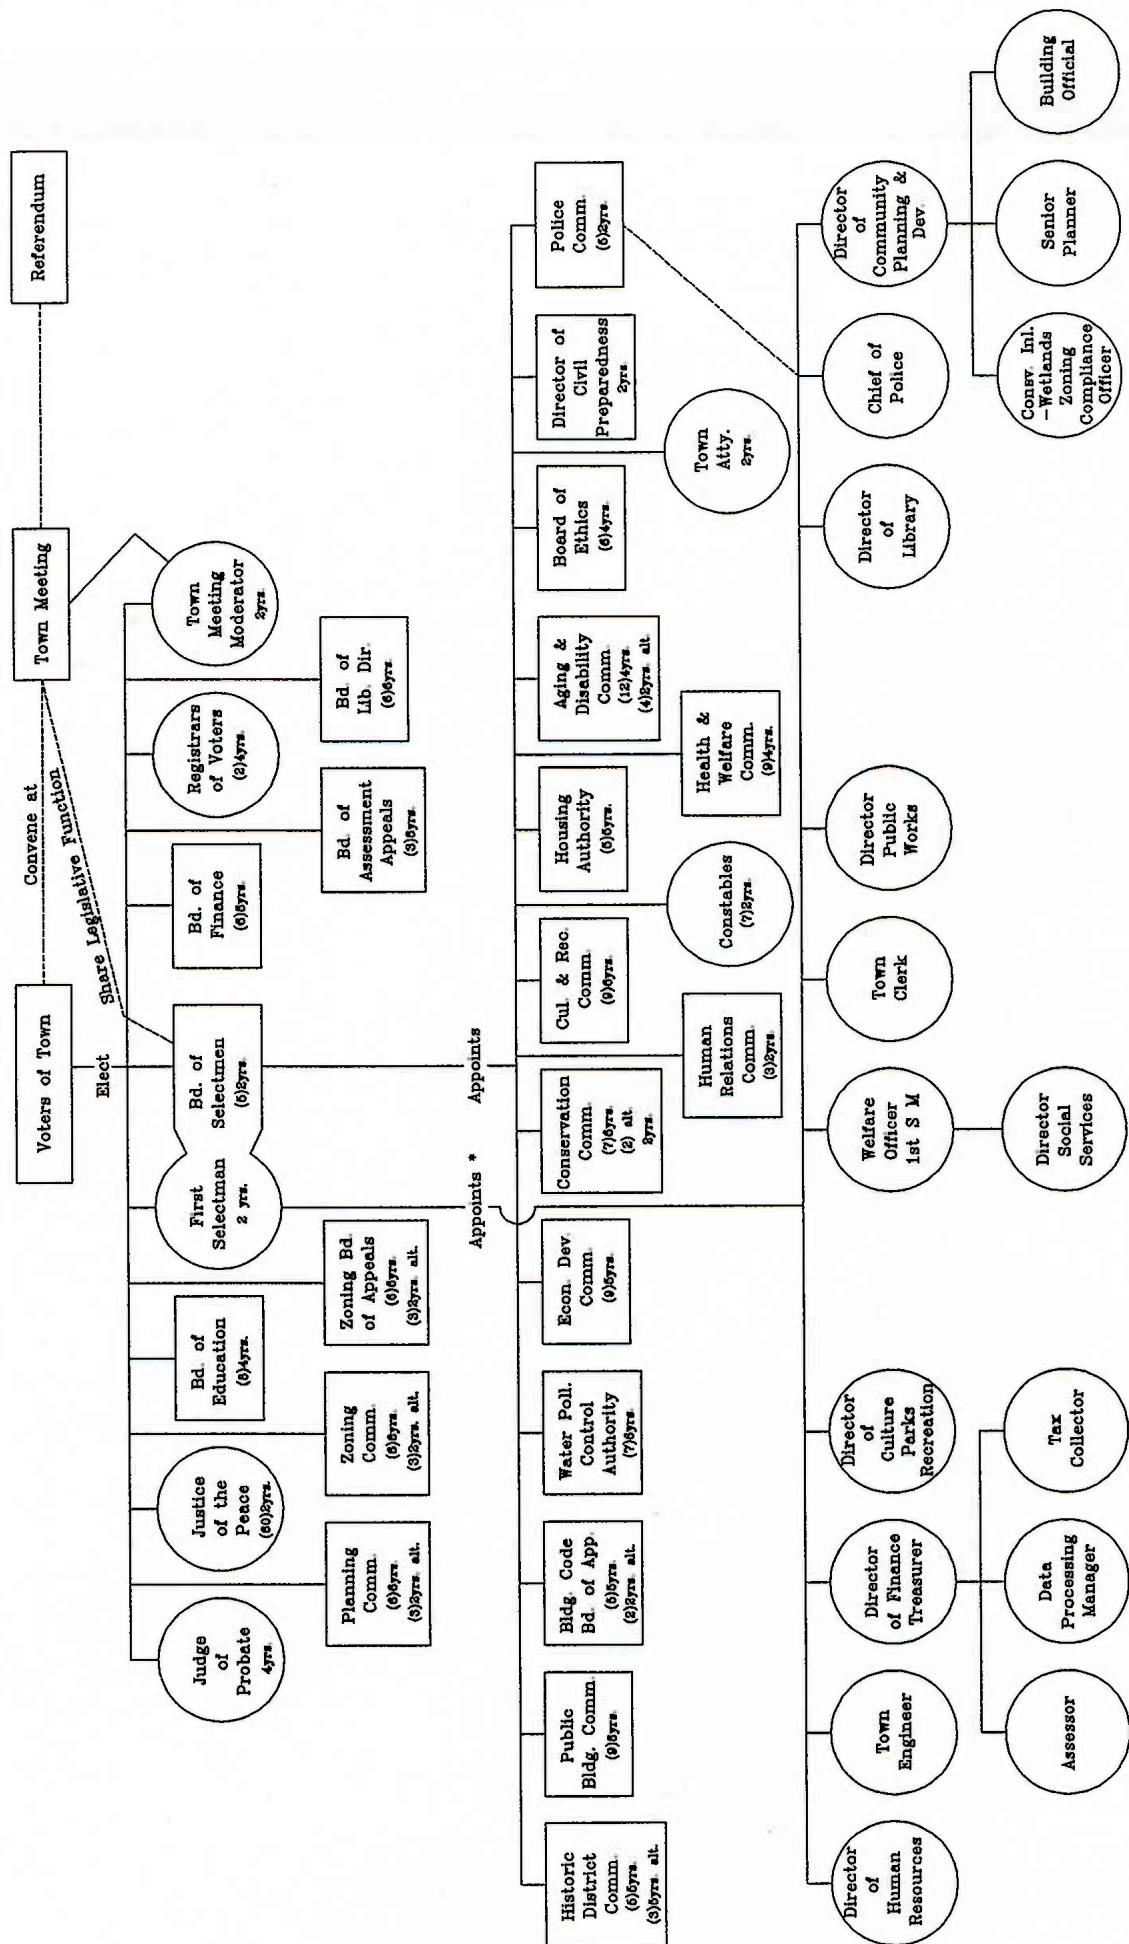 Voters of Town
Convene at
Town Meeting
Referendum
Share Legislative Function
Elect
Judge
of
Probate
4yrs.
Justice
of the
Peace
(60)2yrs.
Bd. of
Education
(8)4yrs.
First
Selectman
2 yrs.
Bd. of
Selectmen
(5)2yrs.
Bd. of
Finance
(6)5yrs.
Registrars
of Voters
(2)4yrs.
Town
Meeting
Moderator
2yrs.
Planning
Comm.
(6)5yrs.
(3)2yrs. alt.
Zoning
Comm.
(6)5yrs.
(3)2yrs. alt.
Zoning Bd.
of Appeals
(6)5yrs.
(3)2yrs. alt.
Bd. of
Assessment
Appeals
(3)5yrs.
Bd. of
Lib. Dir.
(6)5yrs.
Appoints *
Appoints
Historic
District
Comm.
(5)5yrs.
(3)5yrs. alt.
Public
Bldg. Comm.
(9)5yrs.
Bldg. Code
Bd. of App.
(5)5yrs.
(2)2yrs. alt.
Water Poll.
Control
Authority
(7)5yrs.
Econ. Dev.
Comm.
(9)5yrs.
Conservation
Comm.
(7)5yrs.
(2) alt.
2yrs.
Cul. & Rec.
Comm.
(9)5yrs.
Housing
Authority
(5)5yrs.
Aging &
Disability
Comm.
(12)4yrs.
(4)2yrs. alt.
Board of
Ethics
(6)4yrs.
Director of
Civil
Preparedness
2yrs.
Police
Comm.
(5)2yrs.
Human
Relations
Comm.
(3)2yrs.
Constables
(7)2yrs.
Health &
Welfare
Comm.
(9)4yrs.
Town
Atty.
2yrs.
Director
of
Human
Resources
Town
Engineer
Director
of Finance
Treasurer
Director
of
Culture
Parks
Recreation
Welfare
Officer
1st S M
Town
Clerk
Director
Public
Works
Director
of
Library
Chief of
Police
Director
of
Community
Planning &
Dev.
Assessor
Data
Processing
Manager
Tax
Collector
Director
Social
Services
Consv. Inl.
-Wetlands
Zoning
Compliance
Officer
Senior
Planner
Building
Official